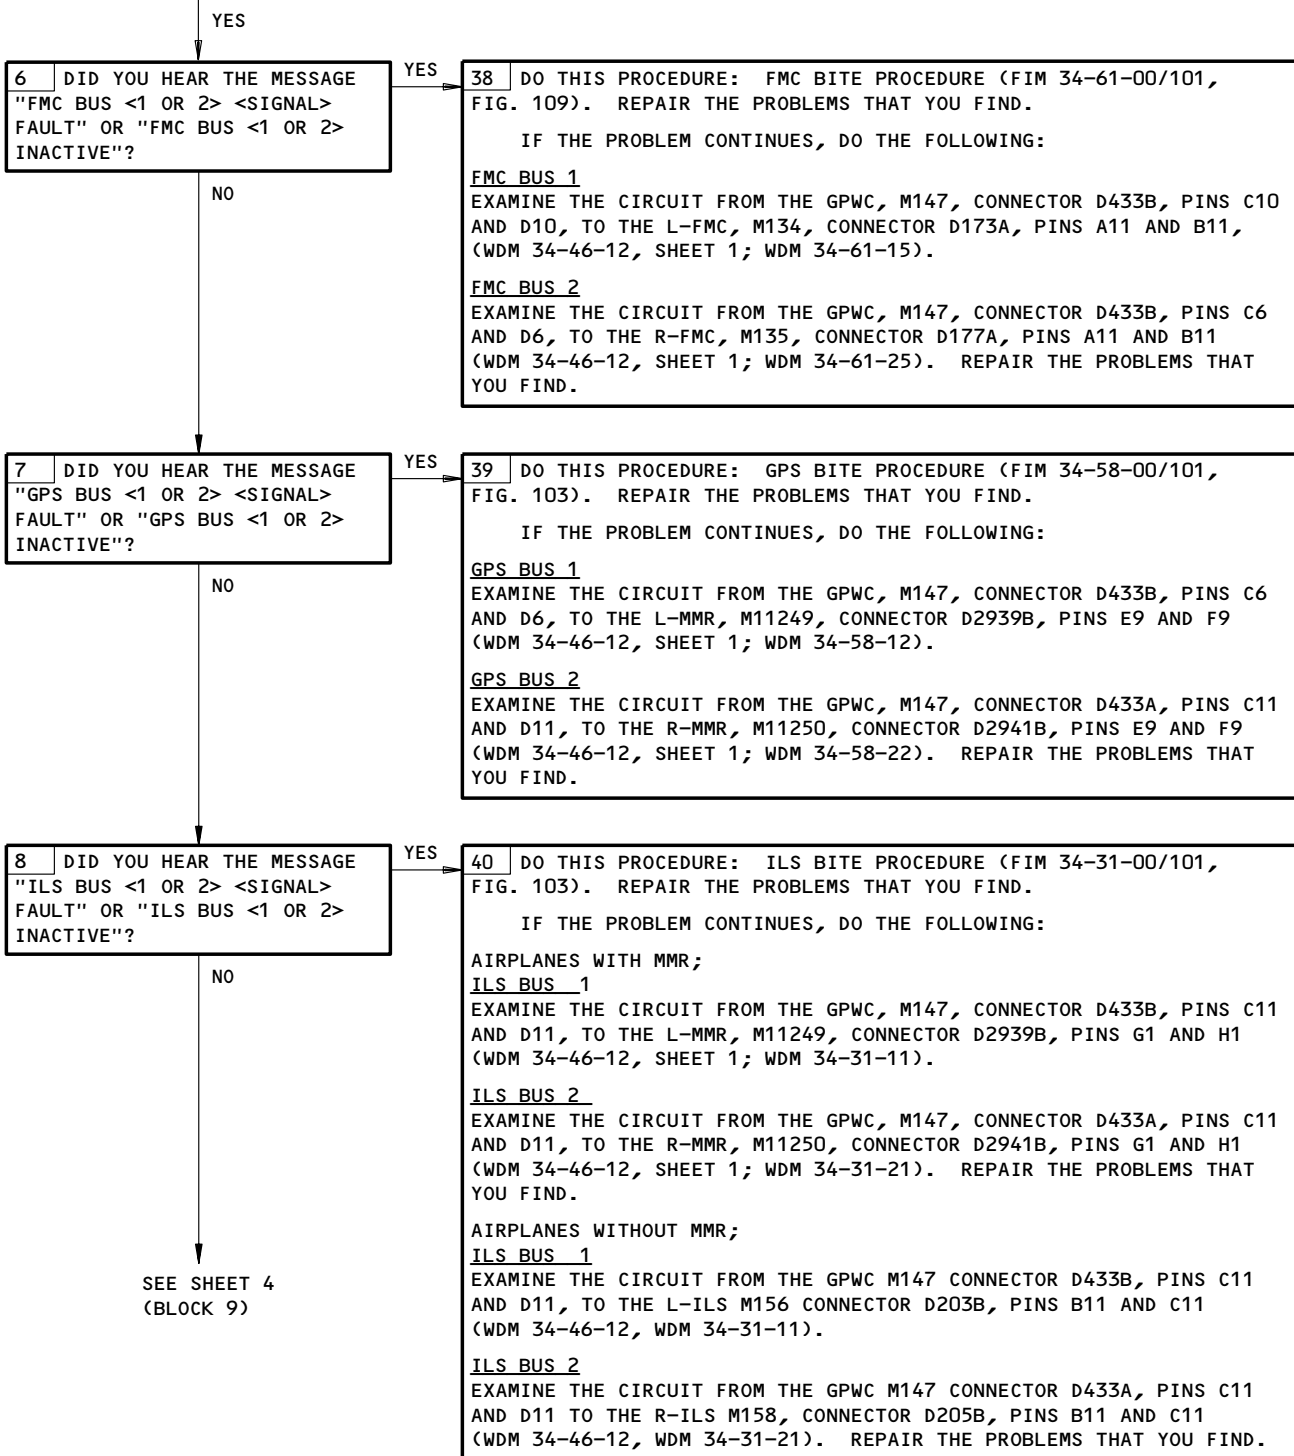 YES
6 DID YOU HEAR THE MESSAGE
"FMC BUS <1 OR 2> <SIGNAL>
FAULT" OR "FMC BUS <1 OR 2>
INACTIVE"?
YES
NO
38 DO THIS PROCEDURE: FMC BITE PROCEDURE (FIM 34-61-00/101,
FIG. 109). REPAIR THE PROBLEMS THAT YOU FIND.
IF THE PROBLEM CONTINUES, DO THE FOLLOWING:
FMC BUS 1
EXAMINE THE CIRCUIT FROM THE GPWC, M147, CONNECTOR D433B, PINS C10
AND D10, TO THE L-FMC, M134, CONNECTOR D173A, PINS A11 AND B11,
(WDM 34-46-12, SHEET 1; WDM 34-61-15).
FMC BUS 2
EXAMINE THE CIRCUIT FROM THE GPWC, M147, CONNECTOR D433B, PINS C6
AND D6, TO THE R-FMC, M135, CONNECTOR D177A, PINS A11 AND B11
(WDM 34-46-12, SHEET 1; WDM 34-61-25). REPAIR THE PROBLEMS THAT
YOU FIND.
7 DID YOU HEAR THE MESSAGE
"GPS BUS <1 OR 2> <SIGNAL>
FAULT" OR "GPS BUS <1 OR 2>
INACTIVE"?
YES
NO
39 DO THIS PROCEDURE: GPS BITE PROCEDURE (FIM 34-58-00/101,
FIG. 103). REPAIR THE PROBLEMS THAT YOU FIND.
IF THE PROBLEM CONTINUES, DO THE FOLLOWING:
GPS BUS 1
EXAMINE THE CIRCUIT FROM THE GPWC, M147, CONNECTOR D433B, PINS C6
AND D6, TO THE L-MMR, M11249, CONNECTOR D2939B, PINS E9 AND F9
(WDM 34-46-12, SHEET 1; WDM 34-58-12).
GPS BUS 2
EXAMINE THE CIRCUIT FROM THE GPWC, M147, CONNECTOR D433A, PINS C11
AND D11, TO THE R-MMR, M11250, CONNECTOR D2941B, PINS E9 AND F9
(WDM 34-46-12, SHEET 1; WDM 34-58-22). REPAIR THE PROBLEMS THAT
YOU FIND.
8 DID YOU HEAR THE MESSAGE
"ILS BUS <1 OR 2> <SIGNAL>
FAULT" OR "ILS BUS <1 OR 2>
INACTIVE"?
YES
NO
SEE SHEET 4
(BLOCK 9)
40 DO THIS PROCEDURE: ILS BITE PROCEDURE (FIM 34-31-00/101,
FIG. 103). REPAIR THE PROBLEMS THAT YOU FIND.
IF THE PROBLEM CONTINUES, DO THE FOLLOWING:
AIRPLANES WITH MMR;
ILS BUS 1
EXAMINE THE CIRCUIT FROM THE GPWC, M147, CONNECTOR D433B, PINS C11
AND D11, TO THE L-MMR, M11249, CONNECTOR D2939B, PINS G1 AND H1
(WDM 34-46-12, SHEET 1; WDM 34-31-11).
ILS BUS 2
EXAMINE THE CIRCUIT FROM THE GPWC, M147, CONNECTOR D433A, PINS C11
AND D11, TO THE R-MMR, M11250, CONNECTOR D2941B, PINS G1 AND H1
(WDM 34-46-12, SHEET 1; WDM 34-31-21). REPAIR THE PROBLEMS THAT
YOU FIND.
AIRPLANES WITHOUT MMR;
ILS BUS 1
EXAMINE THE CIRCUIT FROM THE GPWC M147 CONNECTOR D433B, PINS C11
AND D11, TO THE L-ILS M156 CONNECTOR D203B, PINS B11 AND C11
(WDM 34-46-12, WDM 34-31-11).
ILS BUS 2
EXAMINE THE CIRCUIT FROM THE GPWC M147 CONNECTOR D433A, PINS C11
AND D11 TO THE R-ILS M158, CONNECTOR D205B, PINS B11 AND C11
(WDM 34-46-12, WDM 34-31-21). REPAIR THE PROBLEMS THAT YOU FIND.